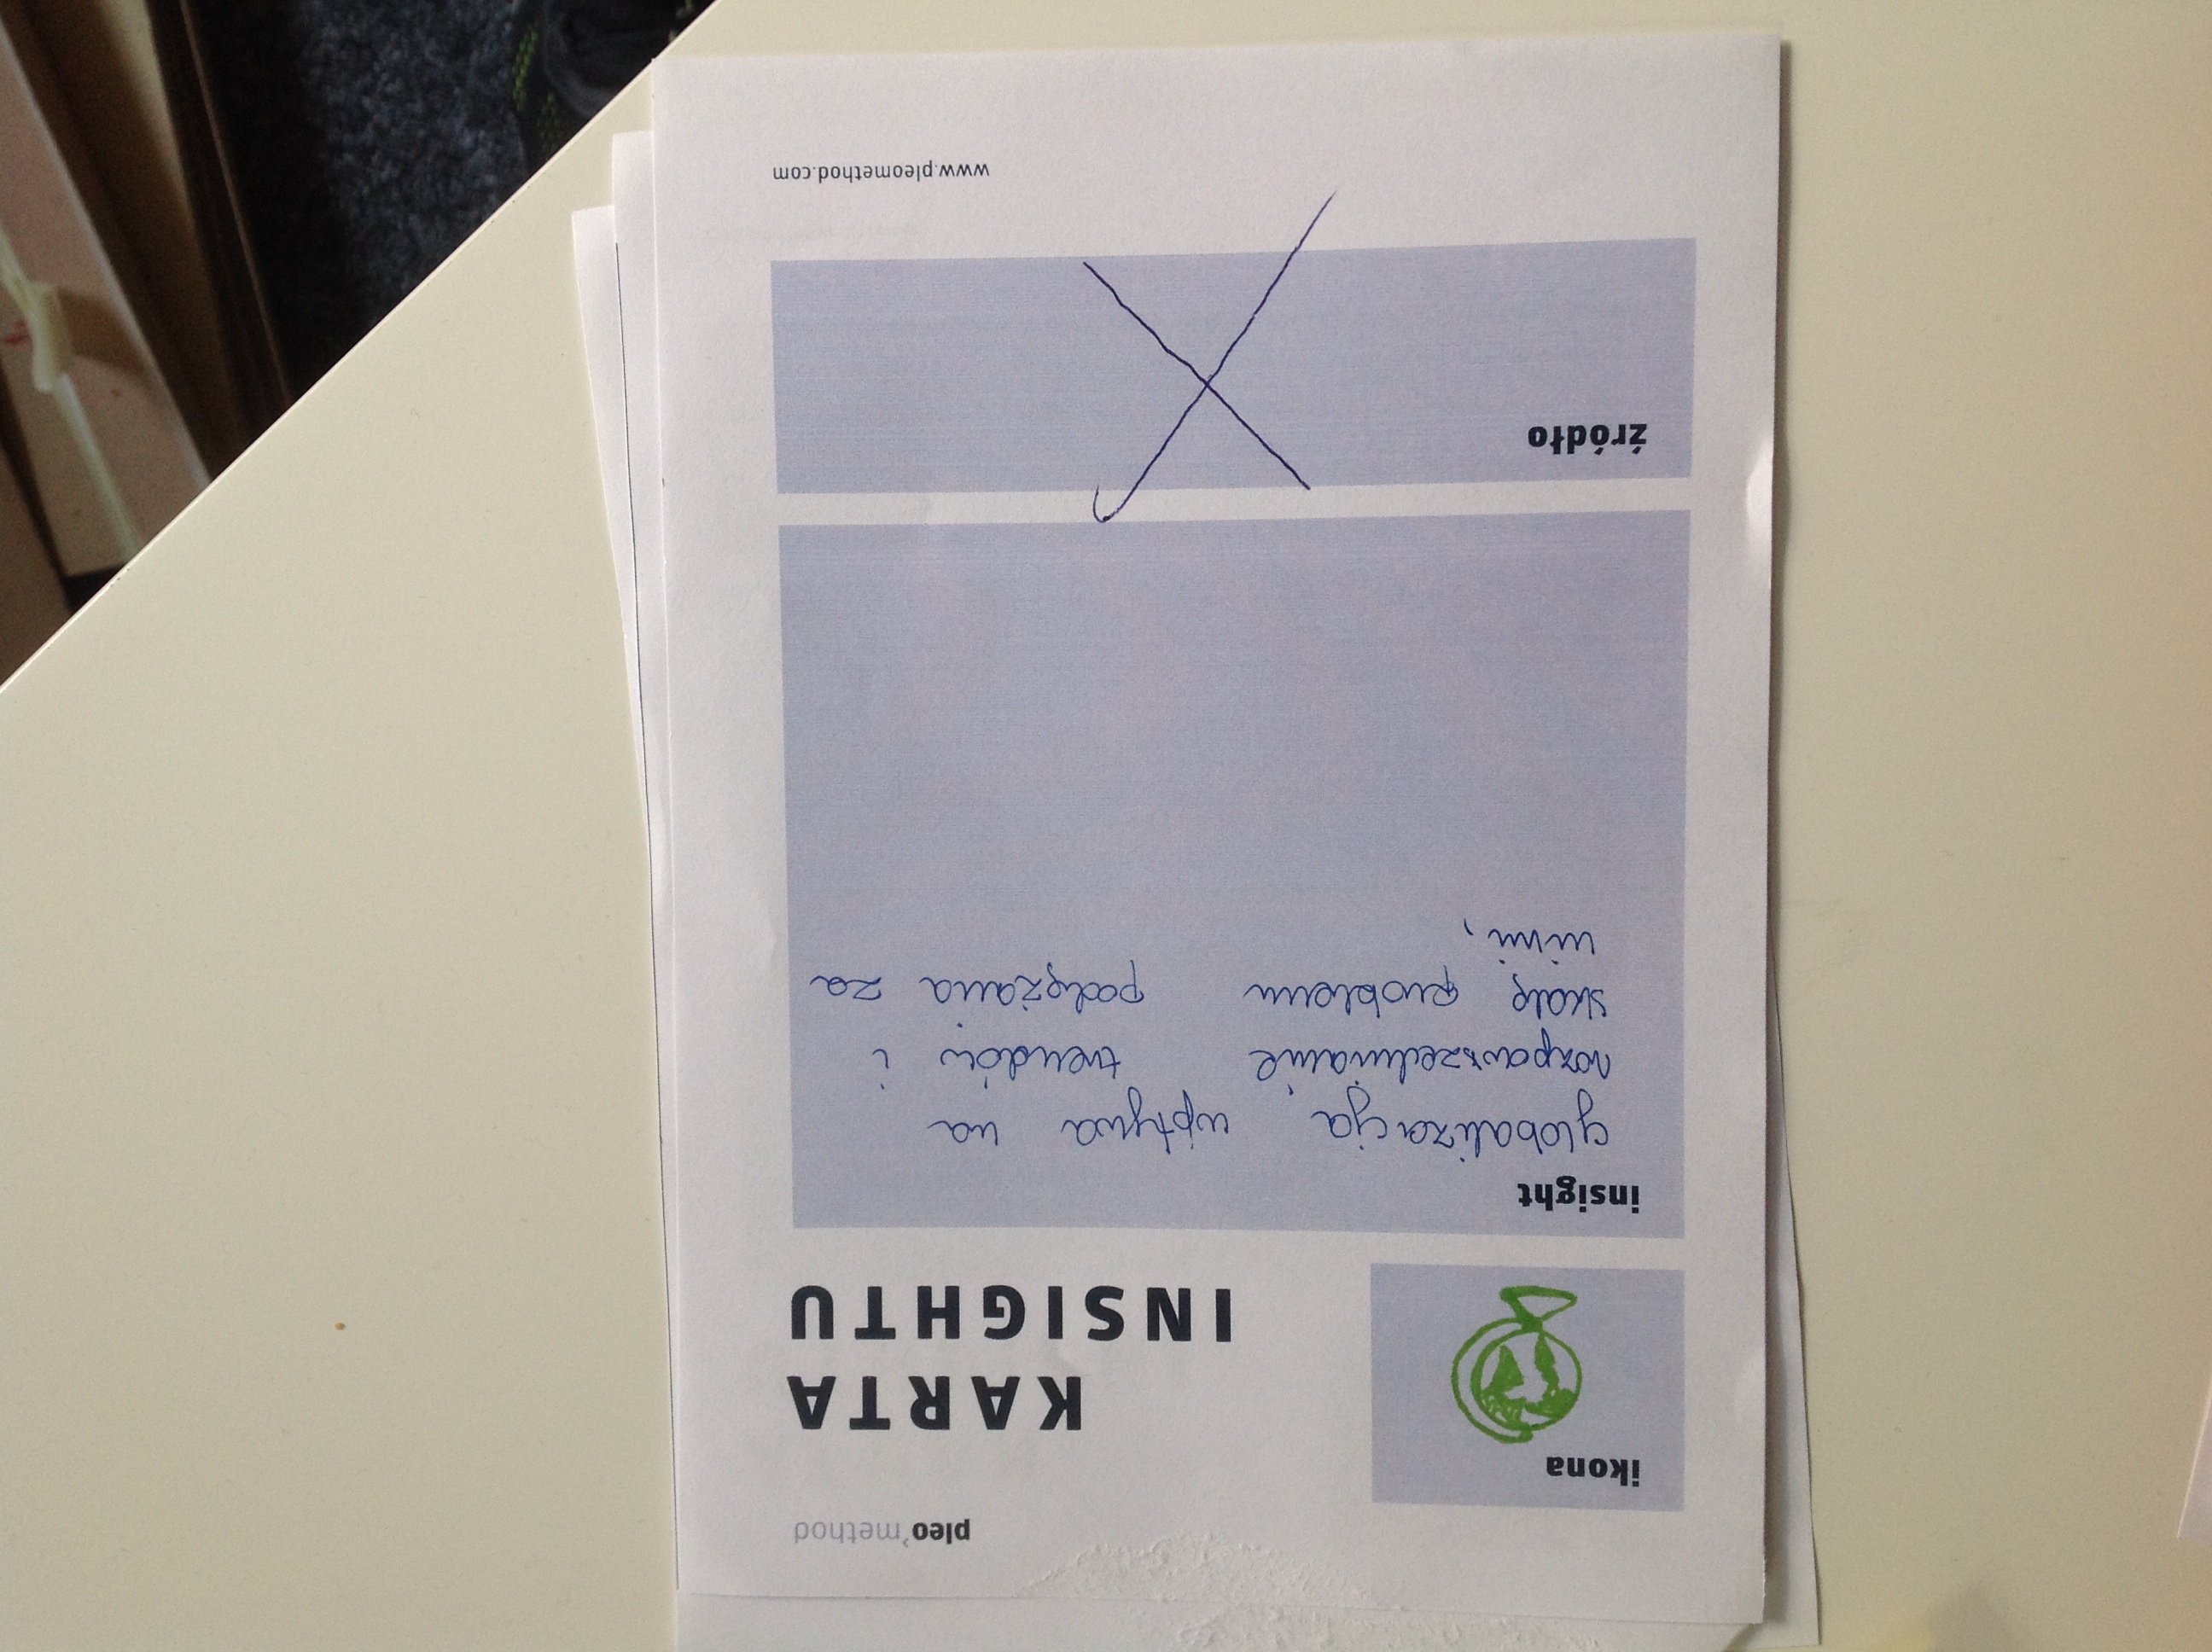 pleo'method
ikona
KARTA
INSIGHTU
insight
globalizacja wpływa na
rozpowszednianie trendów i
skalę problemu podążania za
nimi,
źródło
www.pleomethod.com